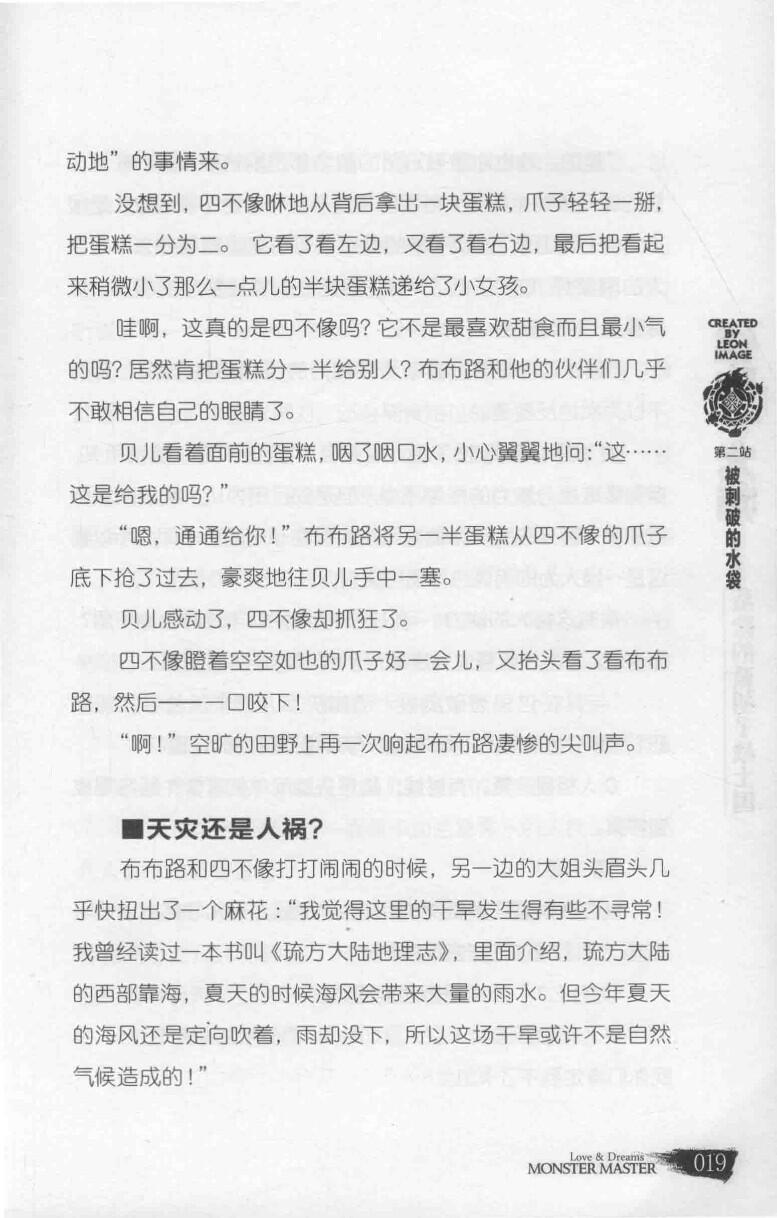 动地”的事情来。
没想到，四不像咻地从背后拿出一块蛋糕，爪子轻轻一掰，
把蛋糕一分为二。 它看了看左边，又看了看右边，最后把看起
来稍微小了那么一点儿的半块蛋糕递给了小女孩。
哇啊，这真的是四不像吗？它不是最喜欢甜食而且最小气
的吗？居然肯把蛋糕分一半给别人？布布路和他的伙伴们几乎
不敢相信自己的眼睛了。
贝儿看着面前的蛋糕，咽了咽口水，小心翼翼地问：“这……
这是给我的吗？”
“嗯，通通给你！”布布路将另一半蛋糕从四不像的爪子
底下抢了过去，豪爽地往贝儿手中一塞。
贝儿感动了，四不像却抓狂了。
四不像瞪着空空如也的爪子好一会儿，又抬头看了看布布
路，然后——一口咬下！
“啊！”空旷的田野上再一次响起布布路凄惨的尖叫声。
■天灾还是人祸？
布布路和四不像打打闹闹的时候，另一边的大姐头眉头几
乎快扭出了一个麻花：“我觉得这里的干旱发生得有些不寻常！
我曾经读过一本书叫《琉方大陆地理志》，里面介绍，琉方大陆
的西部靠海，夏天的时候海风会带来大量的雨水。但今年夏天
的海风还是定向吹着，雨却没下，所以这场干旱或许不是自然
气候造成的！”
CREATED
BY
LEON
IMAGE
第二站
被刺破的水袋
Love & Dreams
MONSTER MASTER
019